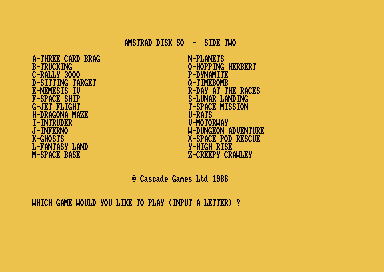 AMSTRAD DISK 50 - SIDE TWO
A-THREE CARD BRAG
B-TRUCKING
C-RALLY 3000
D-SITTING TARGET
E-NEMESIS IV
F-SPACE SHIP
G-JET FLIGHT
H-DRAGONA MAZE
I-INTRUDER
J-INFERNO
K-GHOSTS
L-FANTASY LAND
M-SPACE BASE
N-PLANETS
O-HOPPING HERBERT
P-DYNAMITE
Q-TIMEBOMB
R-DAY AT THE RACES
S-LUNAR LANDING
T-SPACE MISSION
U-RATS
V-MOTORWAY
W-DUNGEON ADVENTURE
X-SPACE POD RESCUE
Y-HIGH RISE
Z-CREEPY CRAWLEY
© Cascade Games Ltd 1986
WHICH GAME WOULD YOU LIKE TO PLAY (INPUT A LETTER) ?